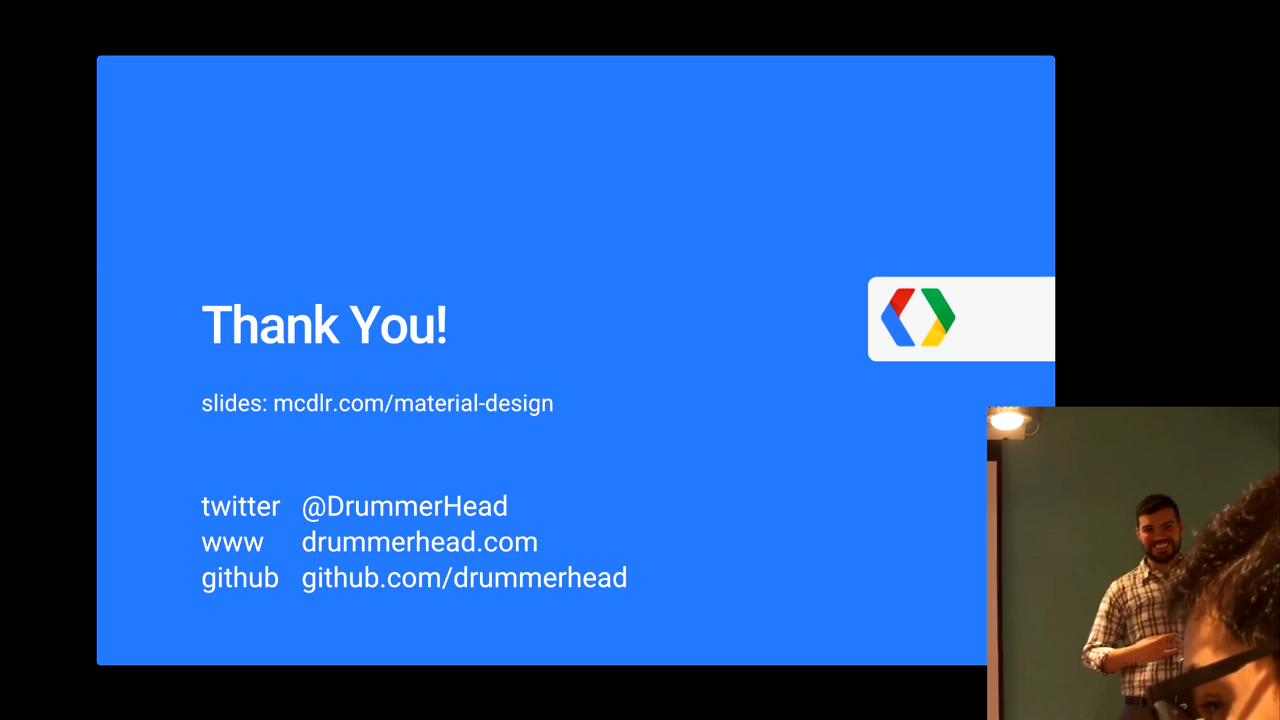 Thank You!
slides: mcdlr.com/material-design
twitter @DrummerHead
www drummerhead.com
github github.com/drummerhead